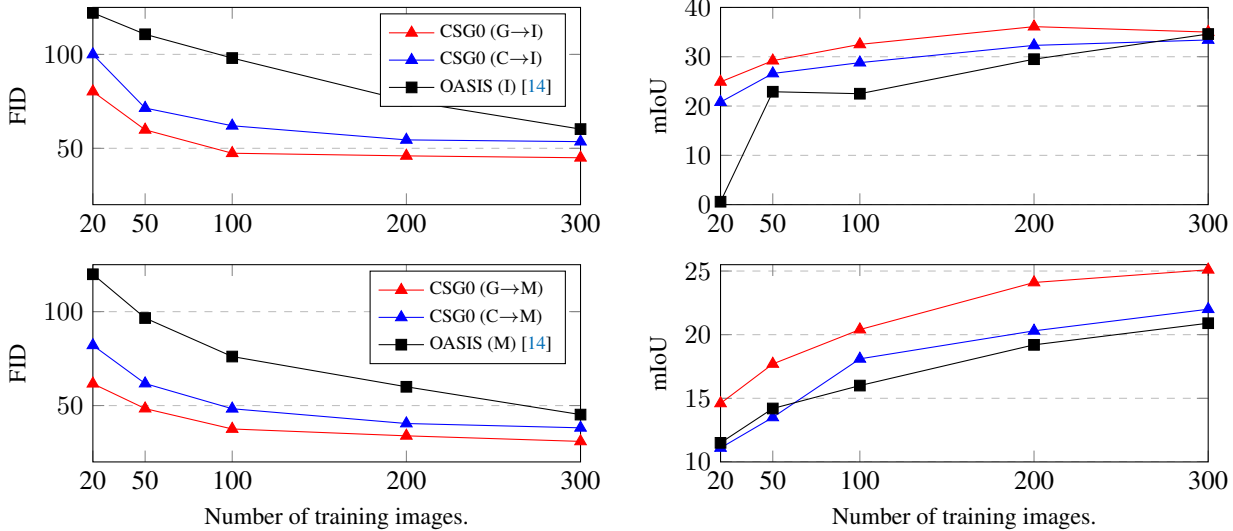 FID
100
50
20 50 100 200 300
CSG0 (G→I)
CSG0 (C→I)
OASIS (I) [14]
mIoU
40
30
20
10
0
20 50 100 200 300
FID
100
50
20 50 100 200 300
CSG0 (G→M)
CSG0 (C→M)
OASIS (M) [14]
Number of training images.
mIoU
25
20
15
10
20 50 100 200 300
Number of training images.